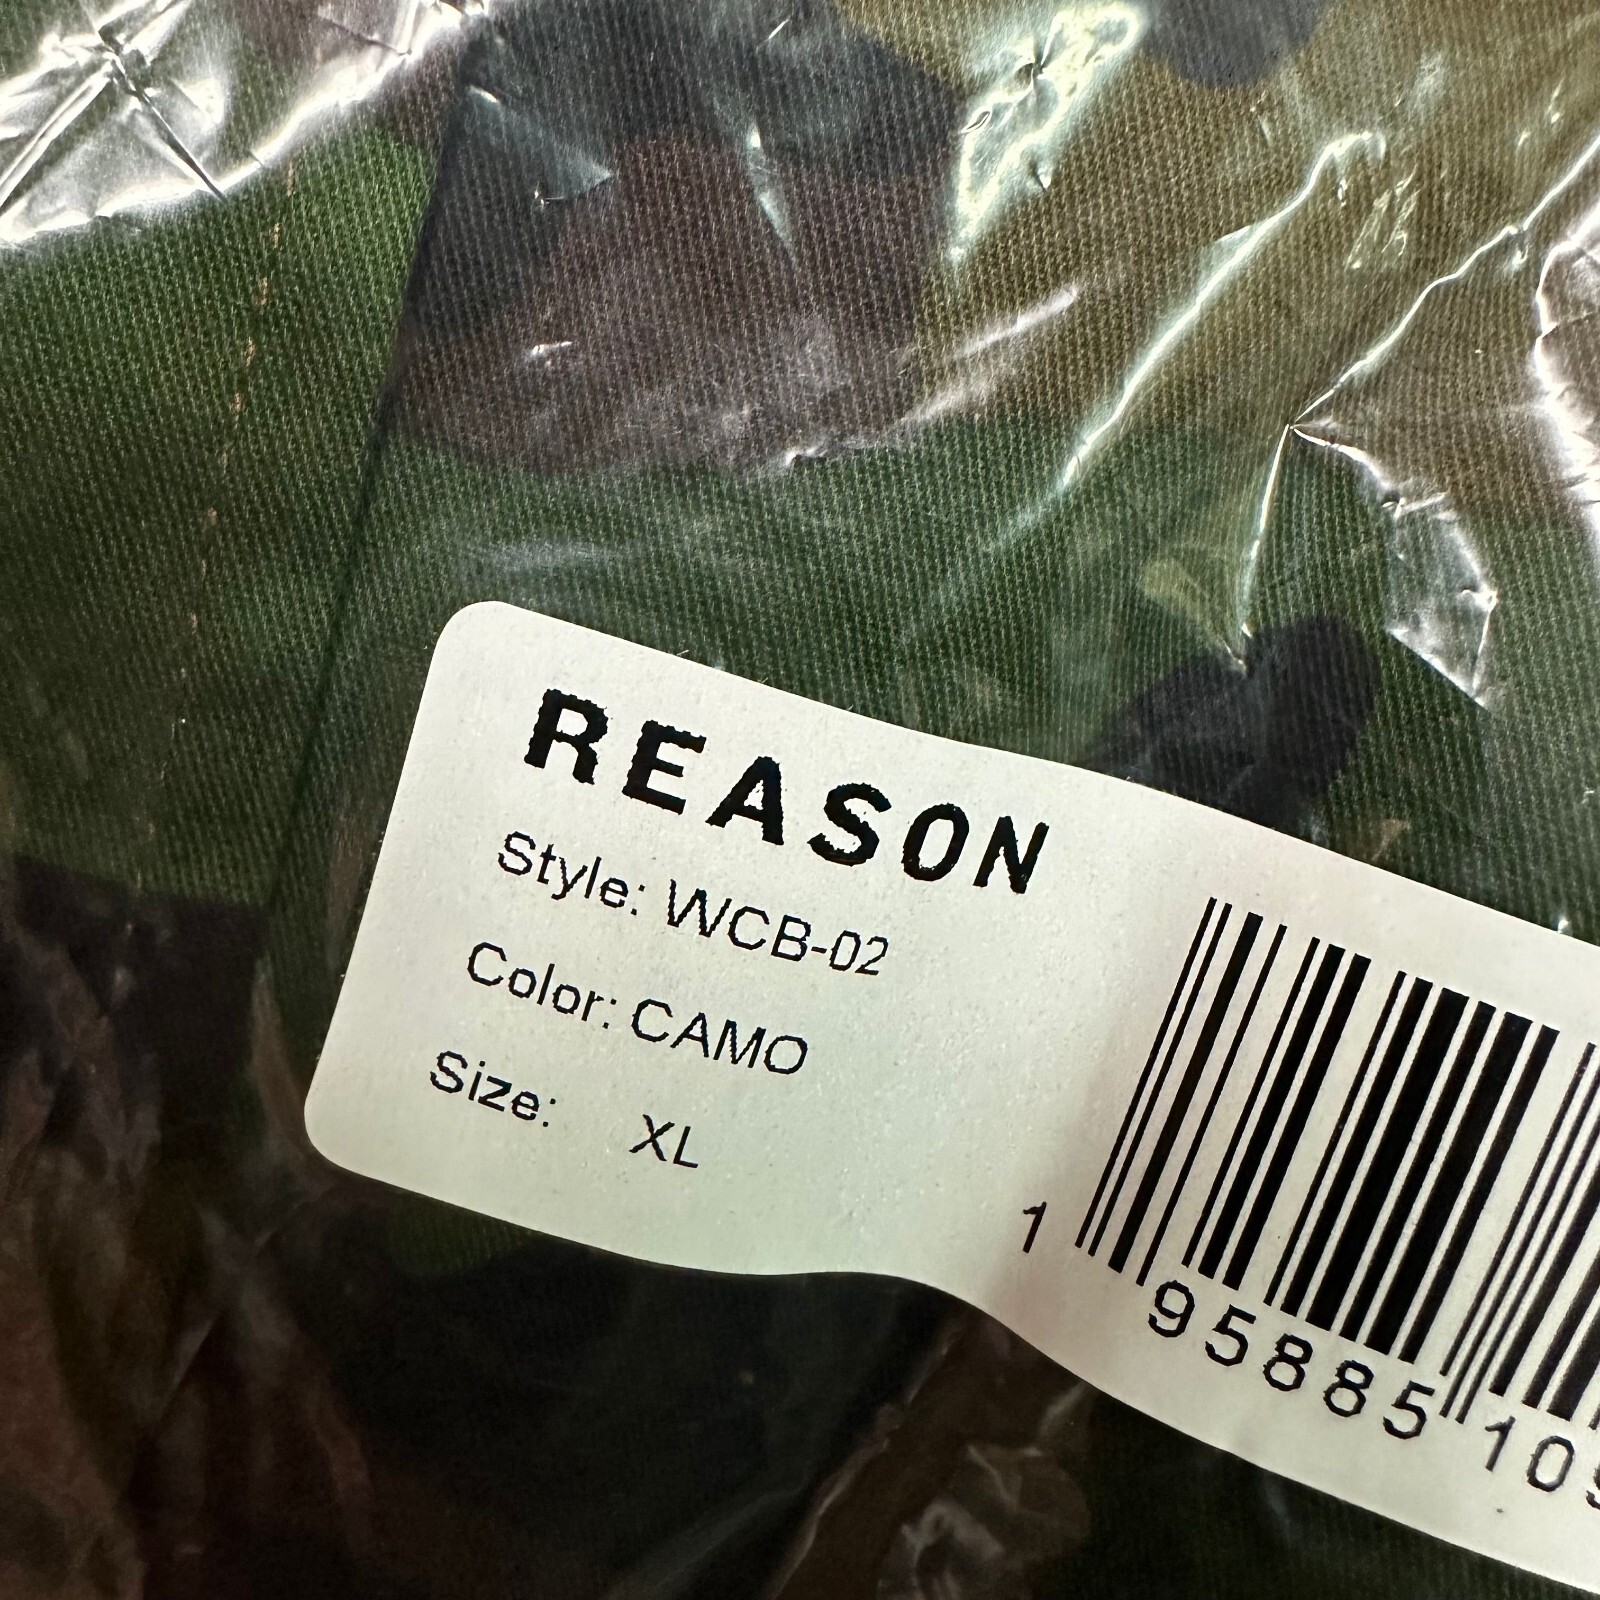 REASON
Style: WCB-02
Color: CAMO
Size: XL
1 95885 10